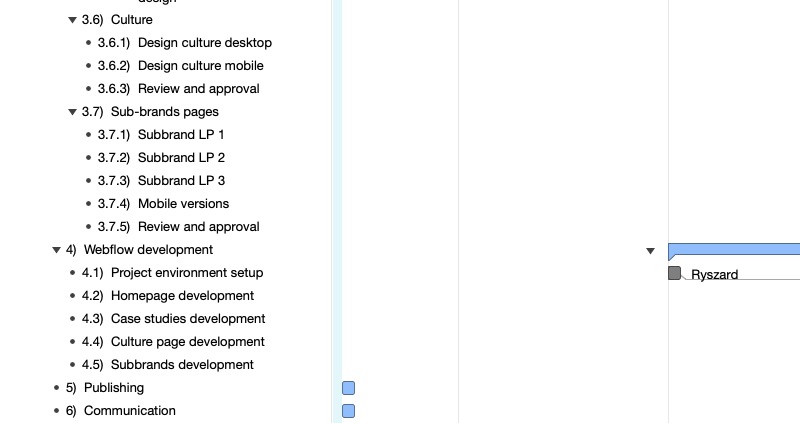 design
3.6) Culture
3.6.1) Design culture desktop
3.6.2) Design culture mobile
3.6.3) Review and approval
3.7) Sub-brands pages
3.7.1) Subbrand LP 1
3.7.2) Subbrand LP 2
3.7.3) Subbrand LP 3
3.7.4) Mobile versions
3.7.5) Review and approval
4) Webflow development
4.1) Project environment setup
Ryszard
4.2) Homepage development
4.3) Case studies development
4.4) Culture page development
4.5) Subbrands development
5) Publishing
6) Communication